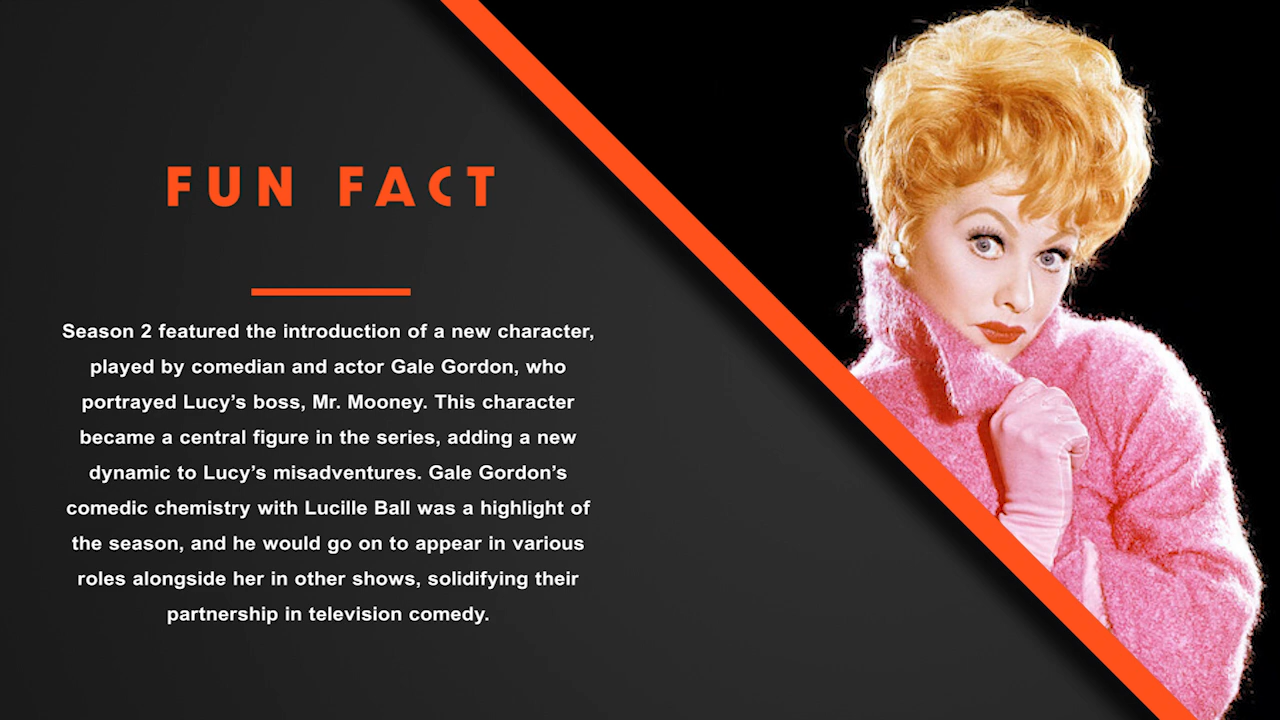 FUN FACT
Season 2 featured the introduction of a new character,
played by comedian and actor Gale Gordon, who
portrayed Lucy’s boss, Mr. Mooney. This character
became a central figure in the series, adding a new
dynamic to Lucy’s misadventures. Gale Gordon’s
comedic chemistry with Lucille Ball was a highlight of
the season, and he would go on to appear in various
roles alongside her in other shows, solidifying their
partnership in television comedy.